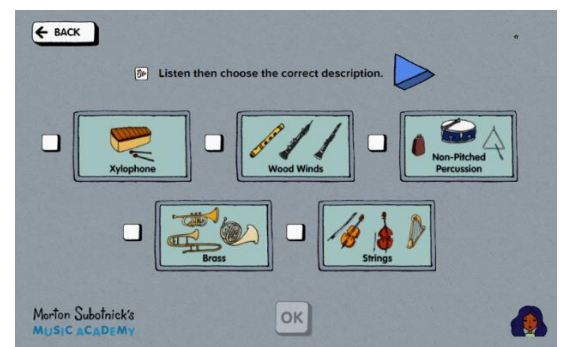 BACK
Listen then choose the correct description.
Xylophone
Wood Winds
Non-Pitched
Percussion
Brass
Strings
Morton Subotnick's
MUSIC ACADEMY
OK